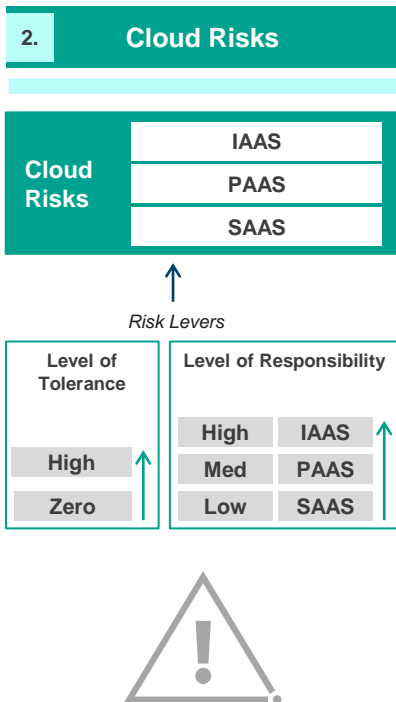 2.
Cloud Risks
Cloud
Risks
IAAS
PAAS
SAAS
Risk Levers
Level of
Tolerance
High
Zero
Level of Responsibility
High IAAS
Med PAAS
Low SAAS
!